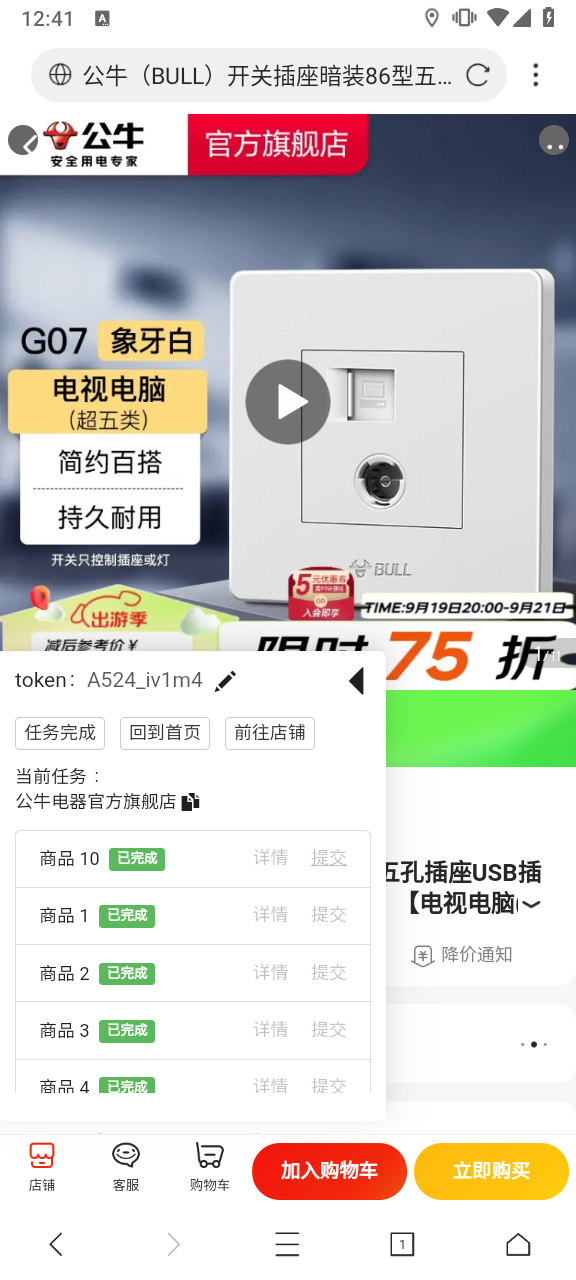 12:41
A
公牛（BULL）开关插座暗装86型五...
公牛
安全用电专家
官方旗舰店
G07 象牙白
电视电脑
（超五类）
简约百搭
持久耐用
开关只控制插座或灯
BULL
5元优惠券
GO
入会即享
出游季
TIME:9月19日20:00-9月21日
减后参考价￥
限时75折
1/11
token： A524_iv1m4
任务完成
回到首页
前往店铺
当前任务：
公牛电器官方旗舰店
商品 10 已完成 详情 提交
商品 1 已完成 详情 提交
商品 2 已完成 详情 提交
商品 3 已完成 详情 提交
商品 4 已完成 详情 提交
五孔插座USB插
【电视电脑
降价通知
店铺
客服
购物车
加入购物车
立即购买
1